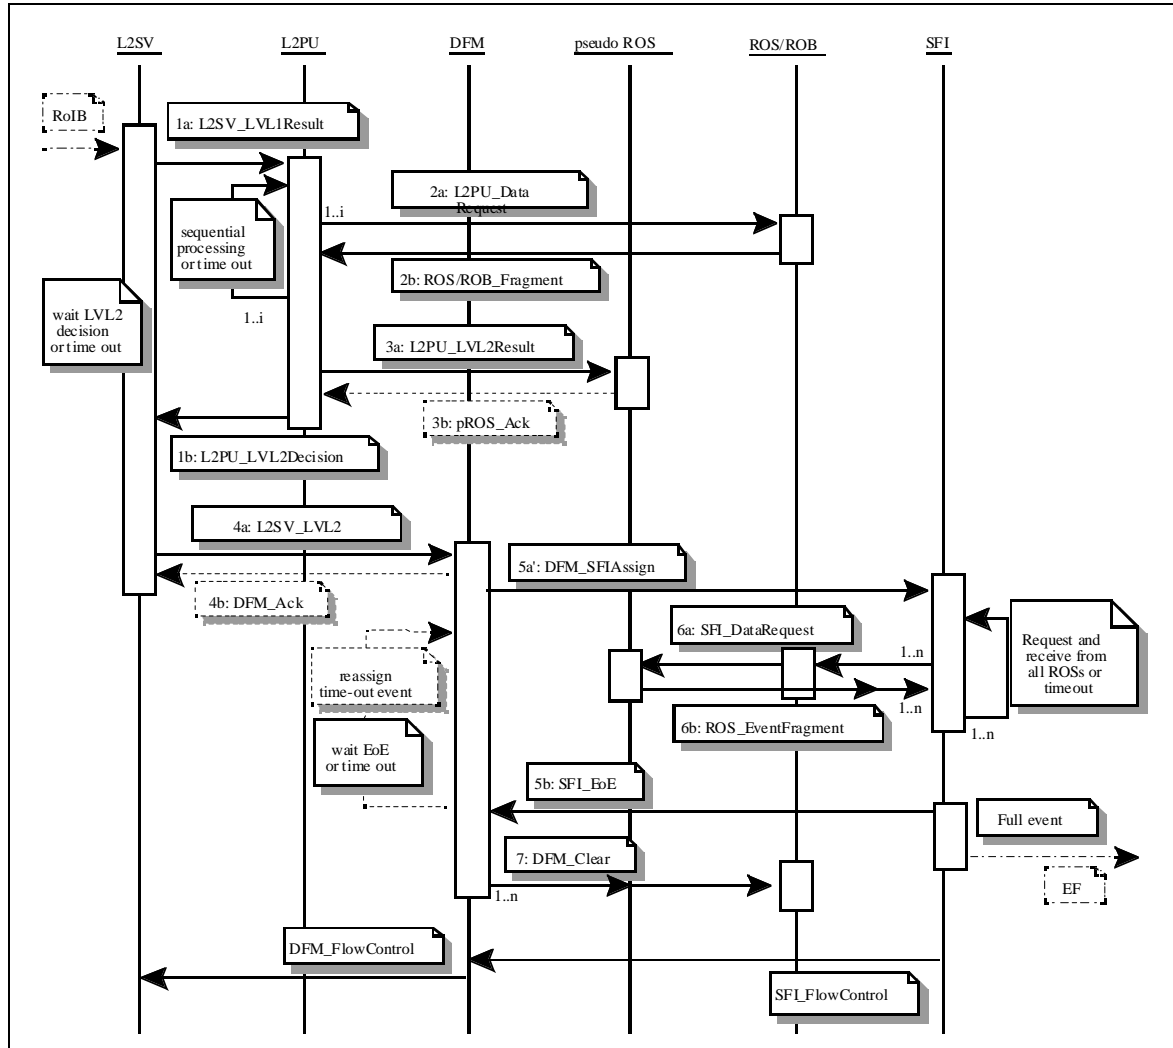 L2SV
L2PU
DFM
pseudo ROS
ROS/ROB
SFI
RoIB
1a: L2SV_LVL1Result
2a: L2PU_Data
Request
1..i
sequential
processing
or time out
2b: ROS/ROB_Fragment
1..i
wait LVL2
decision
or time out
3a: L2PU_LVL2Result
3b: pROS_Ack
1b: L2PU_LVL2Decision
4a: L2SV_LVL2
5a': DFM_SFIAssign
4b: DFM_Ack
6a: SFI_DataRequest
1..n
Request and
receive from
all ROSs or
timeout
reassign
time-out event
1..n
6b: ROS_EventFragment
1..n
wait EoE
or time out
5b: SFI_EoE
Full event
7: DFM_Clear
1..n
EF
DFM_FlowControl
SFI_FlowControl